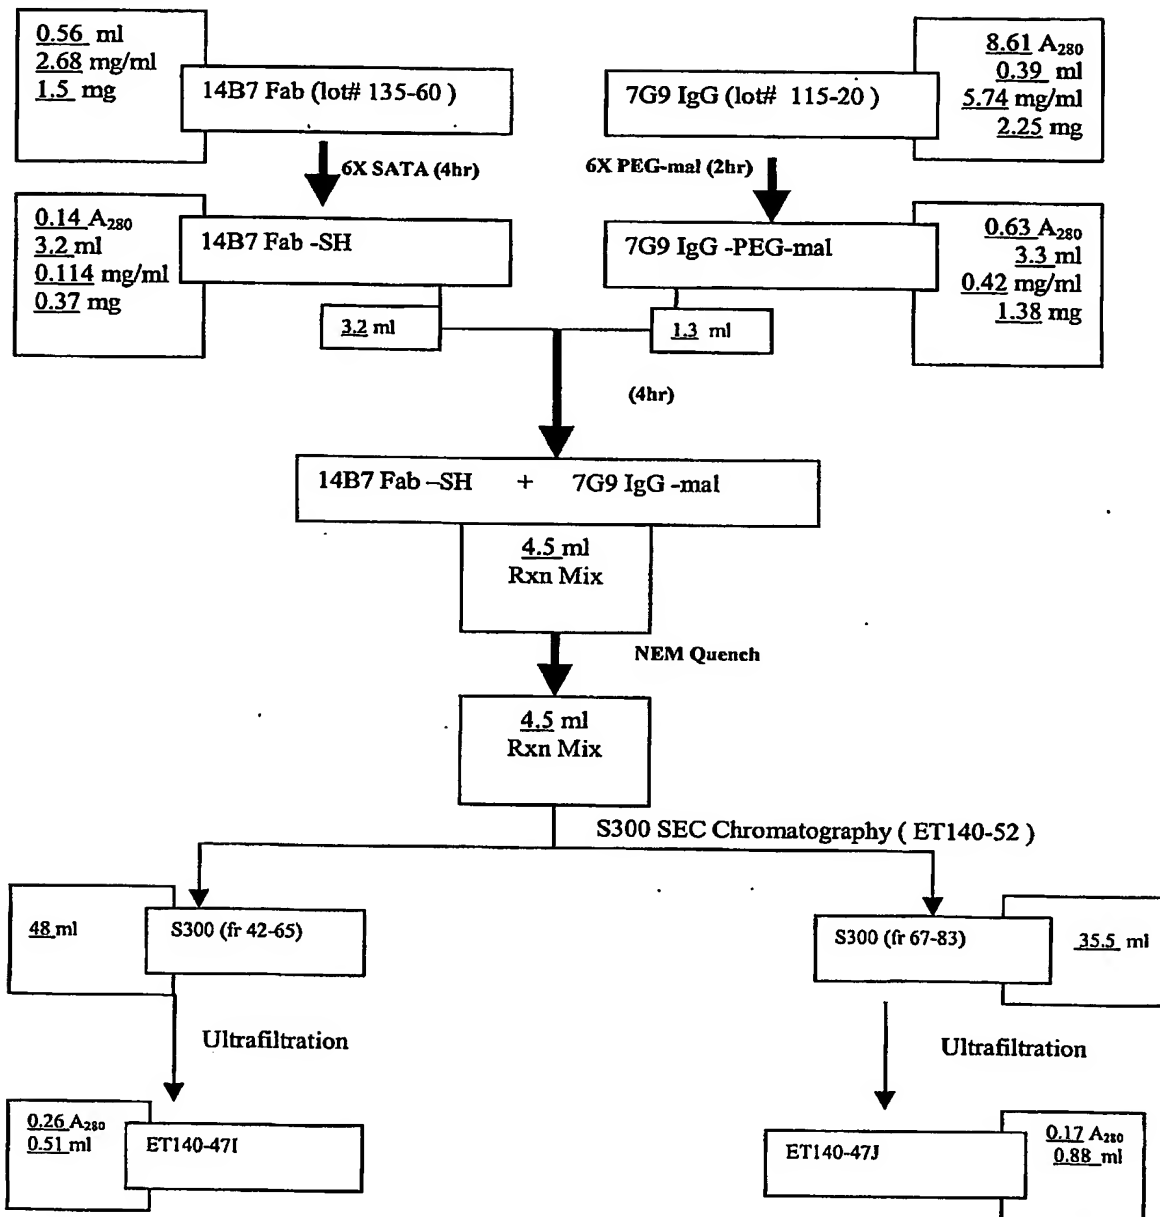 0.56 ml
2.68 mg/ml
1.5 mg
14B7 Fab (lot# 135-60 )
8.61 A280
0.39 ml
5.74 mg/ml
2.25 mg
7G9 IgG (lot# 115-20 )
6X SATA (4hr)
6X PEG-mal (2hr)
0.14 A280
3.2 ml
0.114 mg/ml
0.37 mg
14B7 Fab -SH
7G9 IgG -PEG-mal
0.63 A280
3.3 ml
0.42 mg/ml
1.38 mg
3.2 ml
1.3 ml
(4hr)
14B7 Fab –SH + 7G9 IgG -mal
4.5 ml
Rxn Mix
NEM Quench
4.5 ml
Rxn Mix
S300 SEC Chromatography ( ET140-52 )
48 ml
S300 (fr 42-65)
S300 (fr 67-83)
35.5 ml
Ultrafiltration
Ultrafiltration
0.26 A280
0.51 ml
ET140-47I
ET140-47J
0.17 A280
0.88 ml